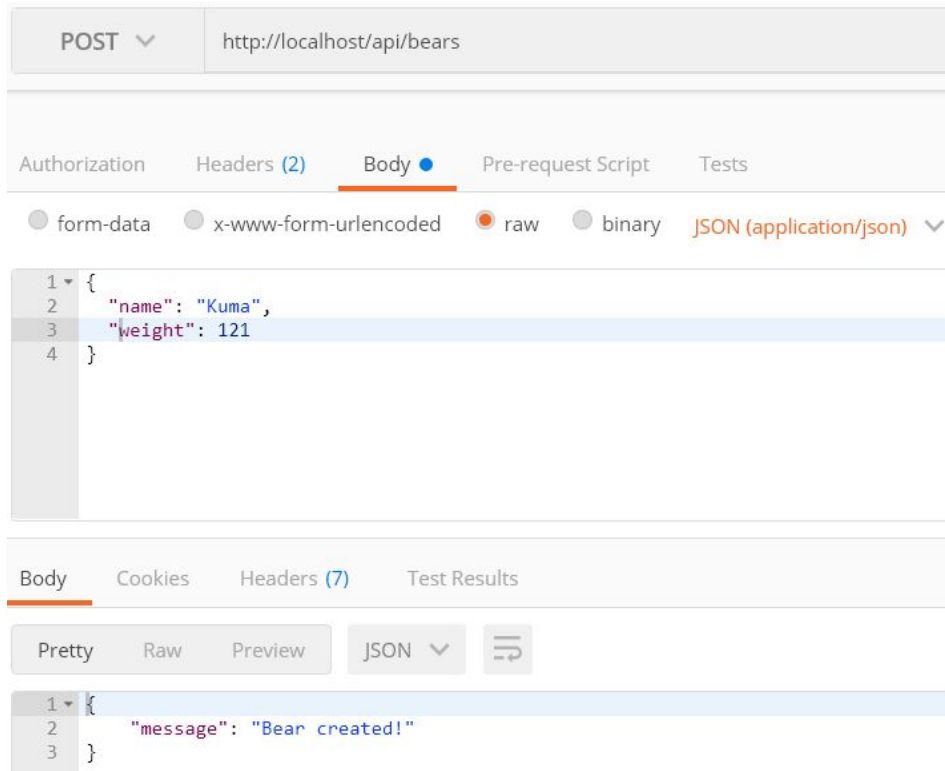 POST http://localhost/api/bears
Authorization Headers (2) Body Pre-request Script Tests
form-data x-www-form-urlencoded raw binary JSON (application/json)
1 {
2 "name": "Kuma",
3 "weight": 121
4 }
Body Cookies Headers (7) Test Results
Pretty Raw Preview JSON
1 {
2 "message": "Bear created!"
3 }